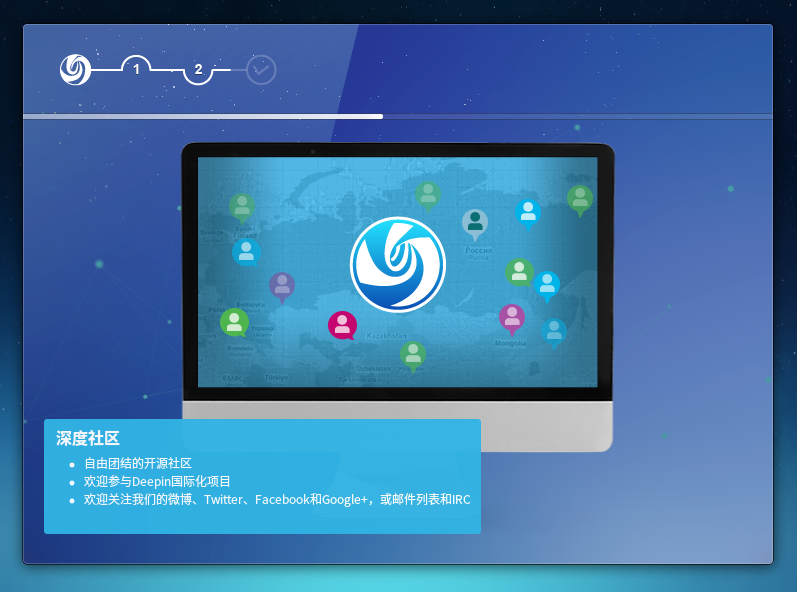 1
2
Россия
Казахстан
Kazakhstan
Mongolia
深度社区
自由团结的开源社区
欢迎参与Deepin国际化项目
欢迎关注我们的微博、Twitter、Facebook和Google+，或邮件列表和IRC